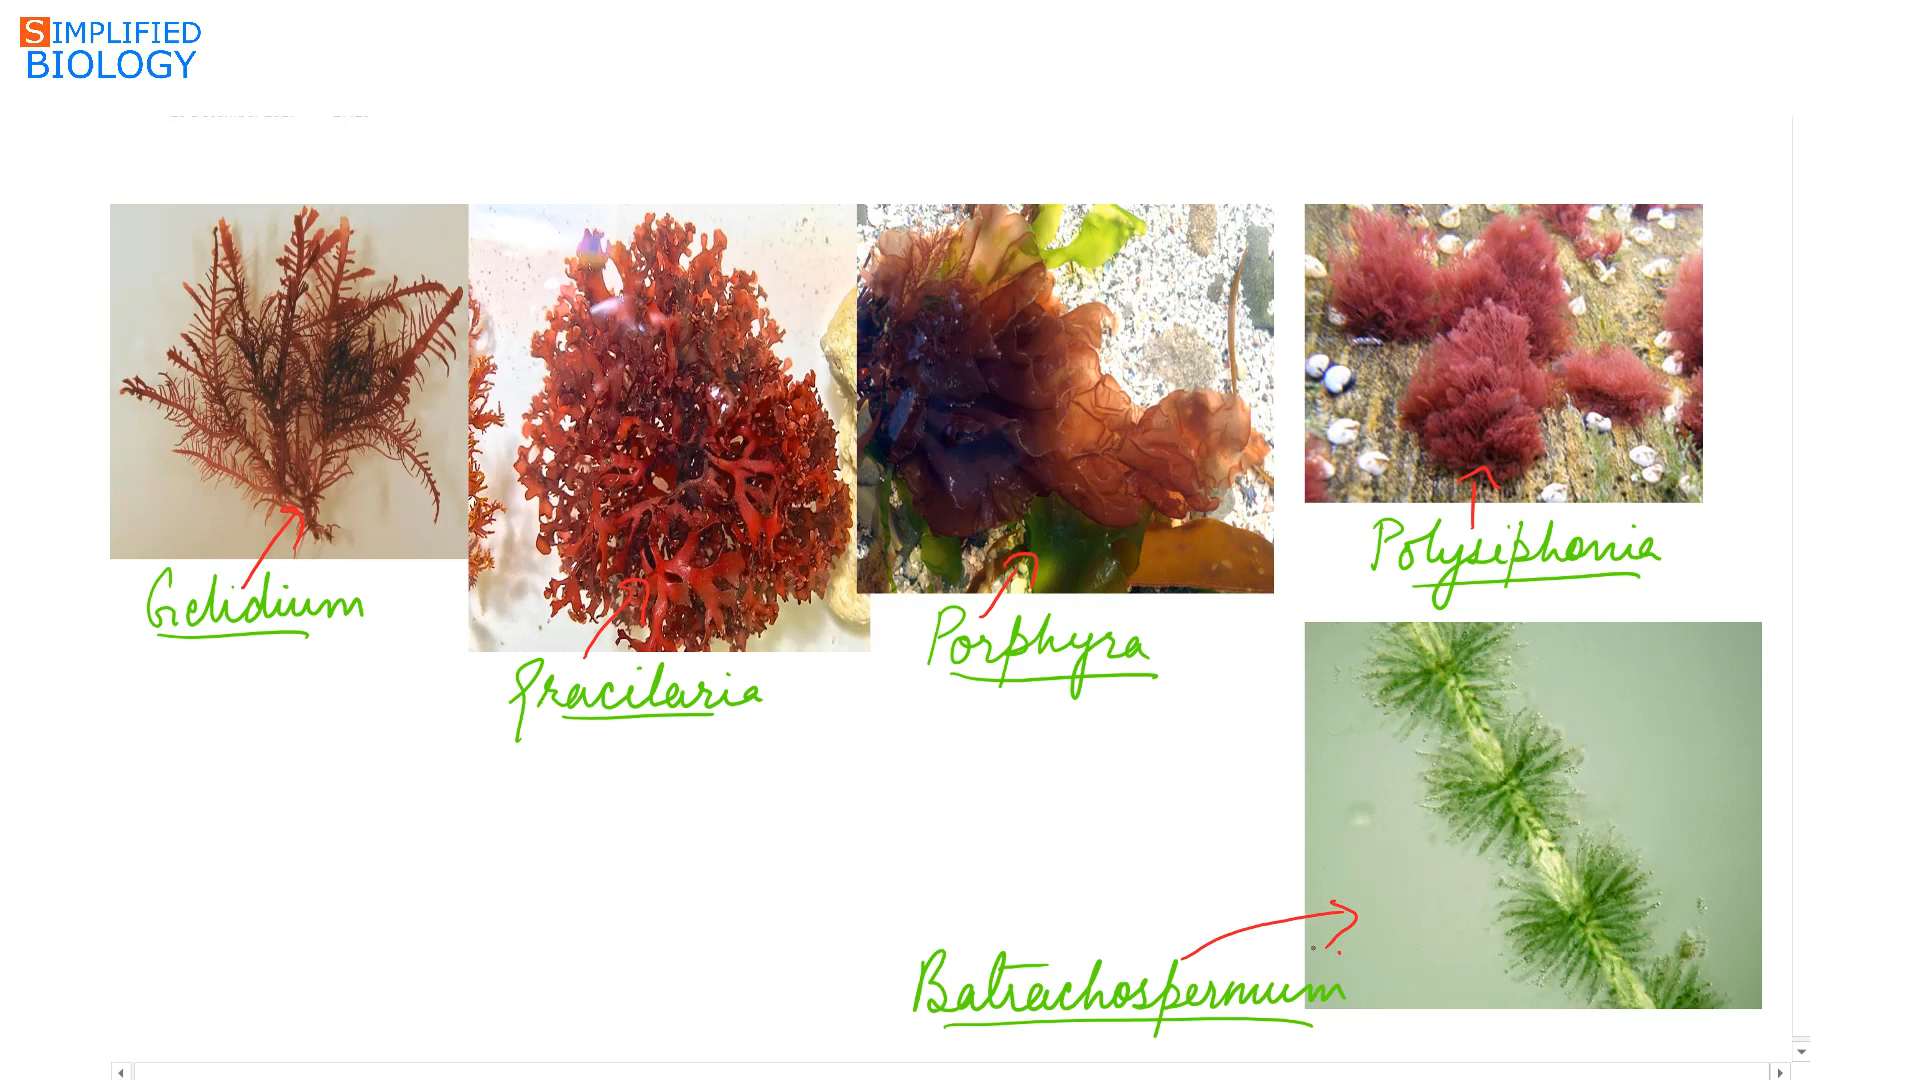 SIMPLIFIED
BIOLOGY
Gelidium
Gracilaria
Porphyra
Polysiphonia
Batrachospermum